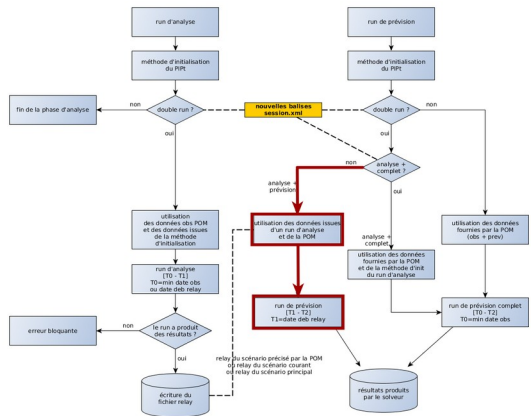 run d'analyse
run de prévision
méthode d'initialisation
du PIPt
méthode d'initialisation
du PIPt
fin de la phase d'analyse
non
double run ?
nouvelles balises
session.xml
double run ?
non
oui
oui
non
analyse +
complet ?
analyse +
prévision
oui
utilisation
des données obs POM
et des données issues
de la méthode
d'initialisation
utilisation des données issues
d'un run d'analyse
et de la POM
analyse +
complet
utilisation des données
fournies par la POM
(obs + prev)
utilisation des données
fournies par la POM
et de la méthode d'init
du run d'analyse
run d'analyse
[T0 - T1]
T0=min date obs
ou date deb relay
run de prévision
[T1 - T2]
T1=date deb relay
run de prévision complet
[T0 - T2]
T0=min date obs
erreur bloquante
non
le run a produit
des résultats ?
oui
relay du scénario précisé par la POM
ou relay du scénario courant
ou relay du scénario principal
écriture du
fichier relay
résultats produits
par le solveur